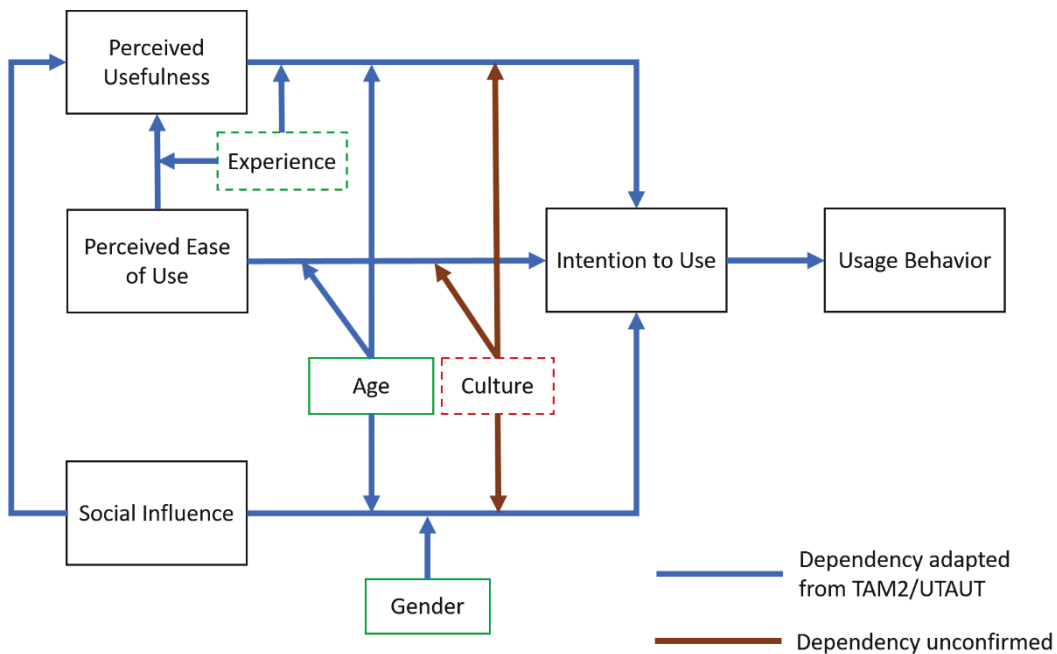 Perceived
Usefulness
Experience
Perceived Ease
of Use
Intention to Use
Usage Behavior
Age
Culture
Social Influence
Gender
Dependency adapted
from TAM2/UTAUT
Dependency unconfirmed